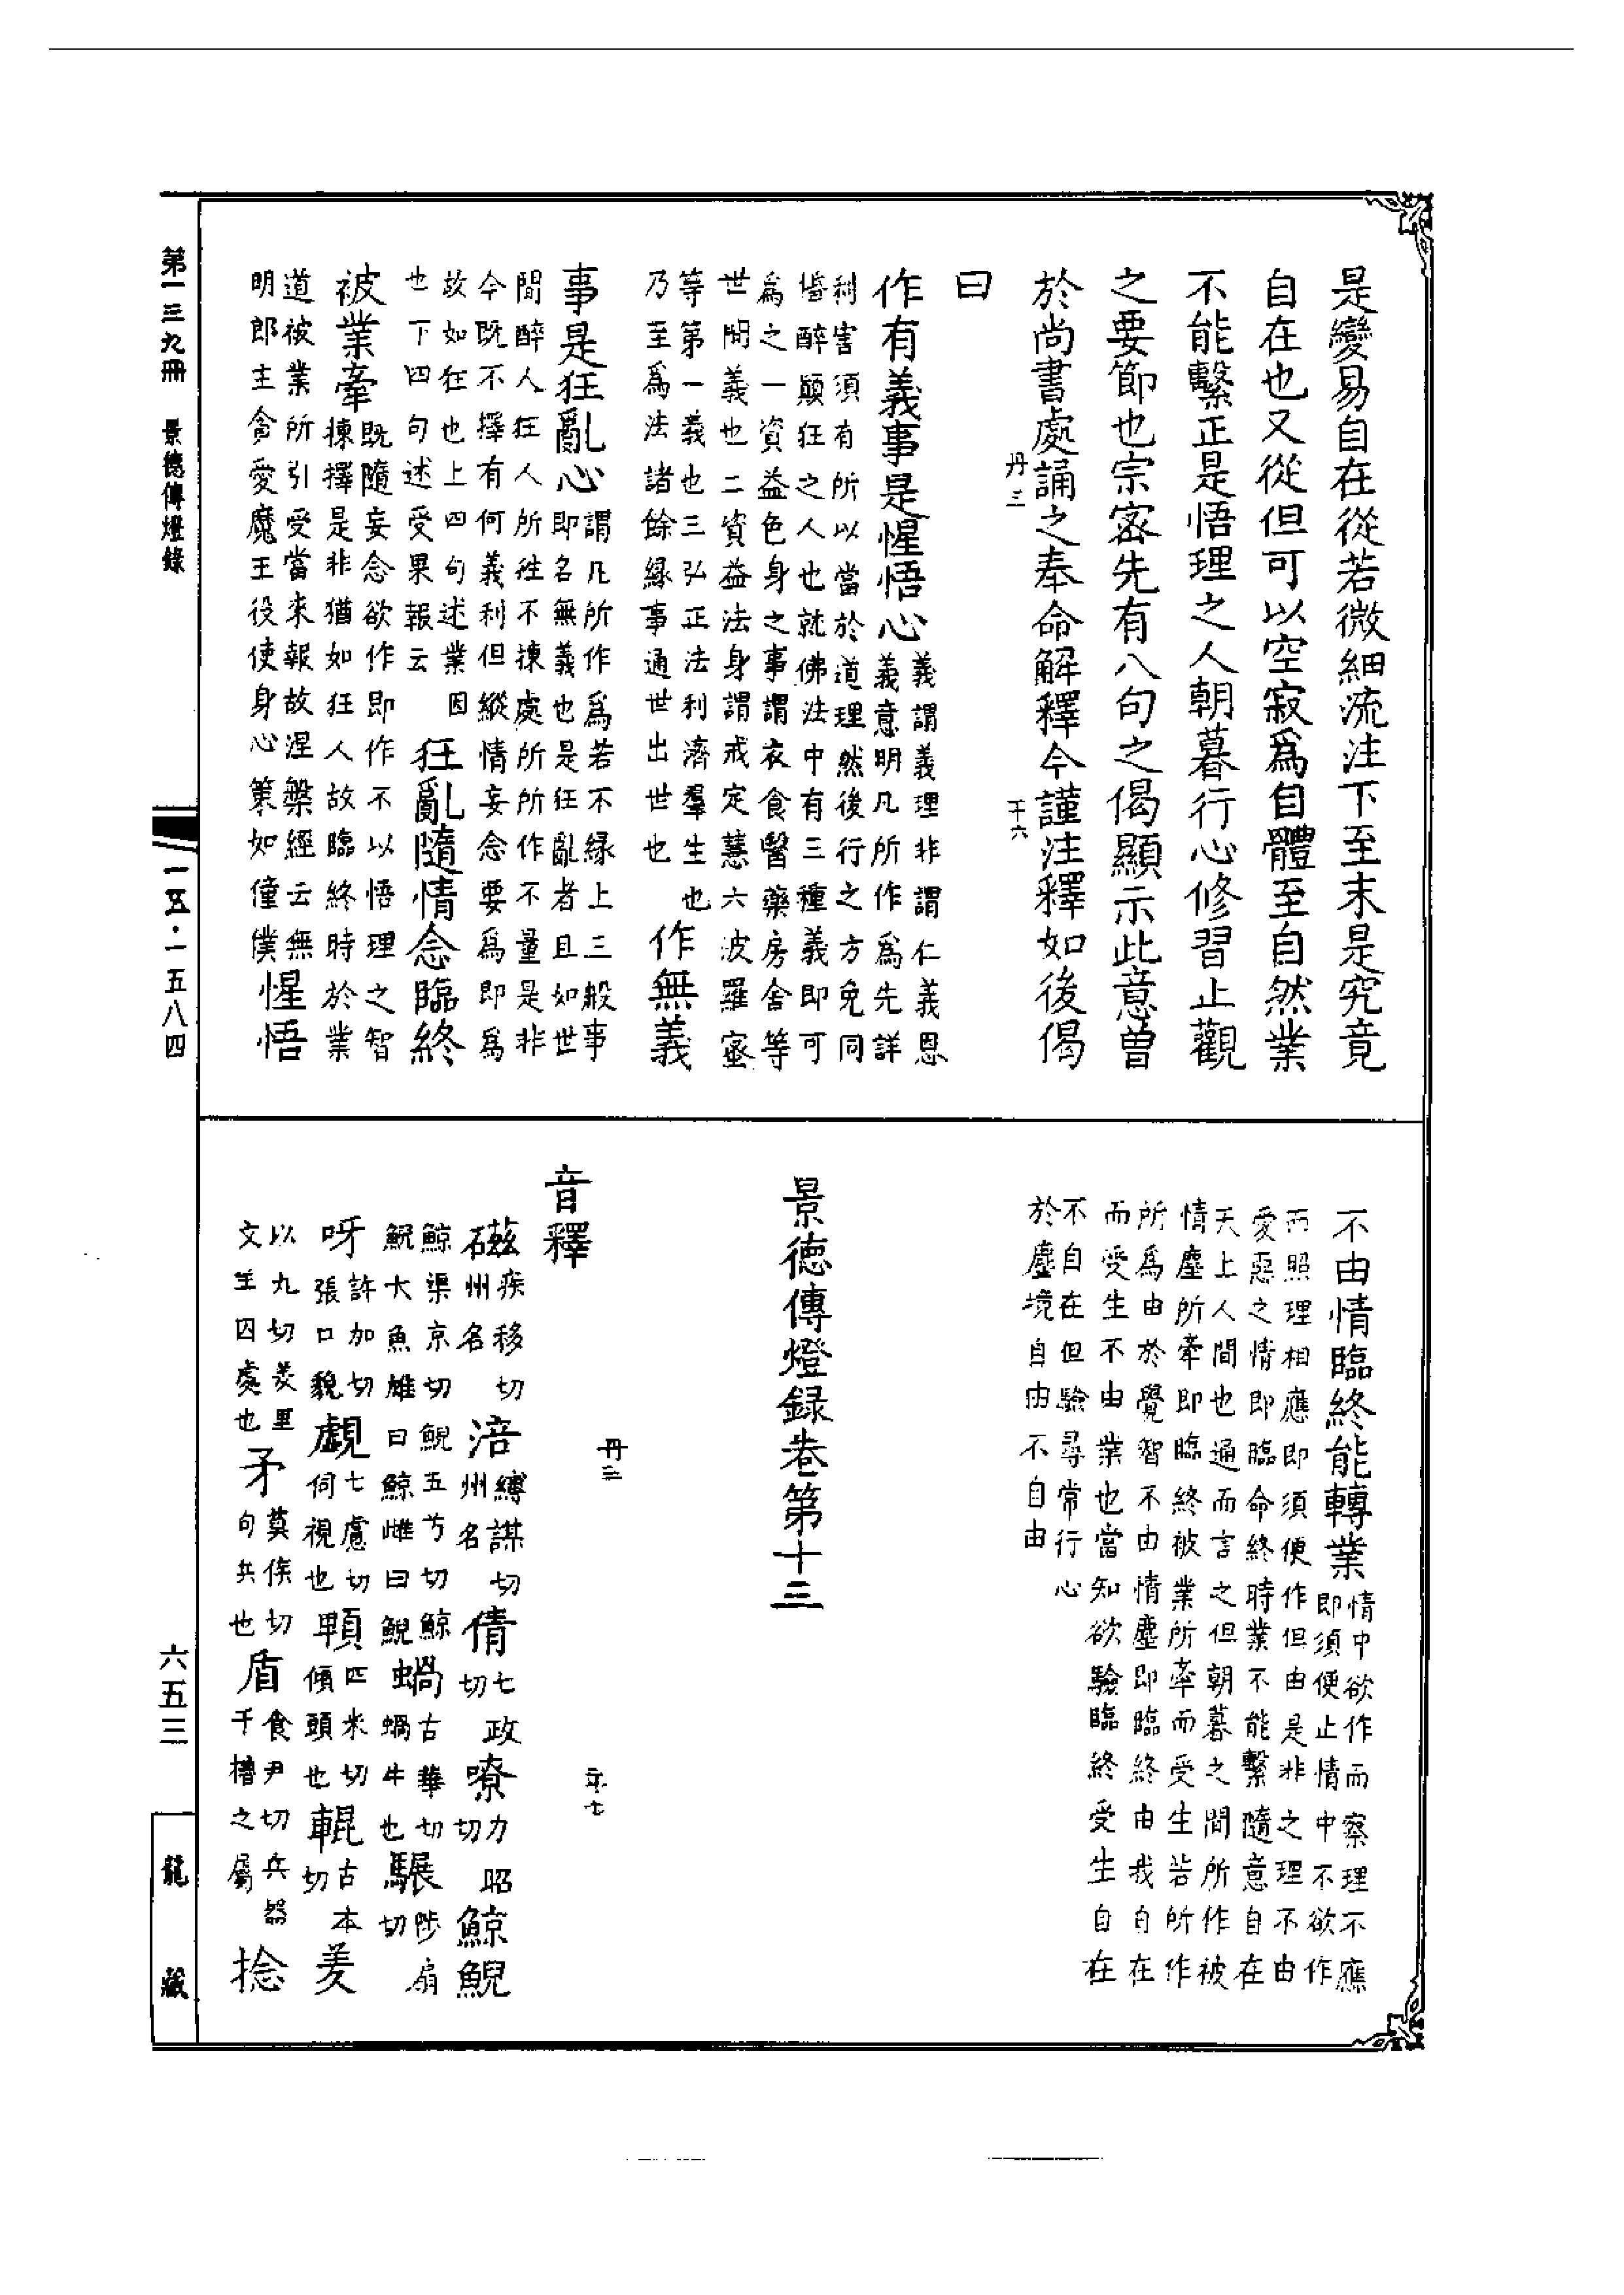 是變易自在從若微細流注下至末是究竟
自在也又從但可以空寂爲自體至自然業
不能繫正是悟理之人朝暮行心修習止觀
之要節也宗密先有八句之偈顯示此意曽
於尚書處誦之奉命解釋今謹注釋如後偈
丹三
十六
曰
作有義事是惺悟心
義謂義理非謂仁義恩
義意明凡所作爲先詳
利害須有所以當於道理然後行之方免同
惛醉顚狂之人也就佛法中有三種義即可
爲之一資益色身之事謂衣食醫藥房舍等
世間義也二資益法身謂戒定慧六波羅蜜
等第一義也三弘正法利濟羣生也
乃至爲法諸餘緣事通世出世也
作無義
事是狂亂心
謂凡所作爲若不緣上三般事
即名無義也是狂亂者且如世
間醉人狂人所徃不揀處所所作不量是非
今既不擇有何義利但縱情妄念要爲即爲
故如狂也上四句述業因
也下四句述受果報云
狂亂隨情念臨終
被業牽
既隨妄念欲作即作不以悟理之智
揀擇是非猶如狂人故臨終時於業
道被業所引受當來報故涅槃經云無
明郎主貪愛魔王役使身心策如僮僕
惺悟
不由情臨終能轉業
情中欲作而察理不應
即須便止情中不欲作
而照理相應即須便作但由是非之理不由
愛惡之情即臨命終時業不能繫隨意自在
天上人間也通而言之但朝暮之間所作被
情塵所牽即臨終被業所牽而受生若所作
所爲由於覺智不由情塵即臨終由我自在
而受生不由業也當知欲驗臨終受生自在
不自在但驗尋常行心
於塵境自由不自由
景徳傳燈録卷第十三
丹三
十七
音釋
磁
疾移切
州名
涪
縛謀切
州名
倩
七政
切
嘹
力昭
切
鯨鯢
鯨渠京切鯢五兮切鯨
鯢大魚雄曰鯨雌曰鯢
蝸
古華切
蝸牛也
騛
陟扇
切
呀
許加切
張口貌
覷
七慮切
伺視也
頼
匹米切
傾頭也
輥
古本
切
羑
以九切羑里
文王囚處也
矛
莫侯切
句兵也
盾
食尹切兵器
干櫓之屬
捻
第一三九冊　景德傳燈錄
一五·一五八四
六五三
龍藏